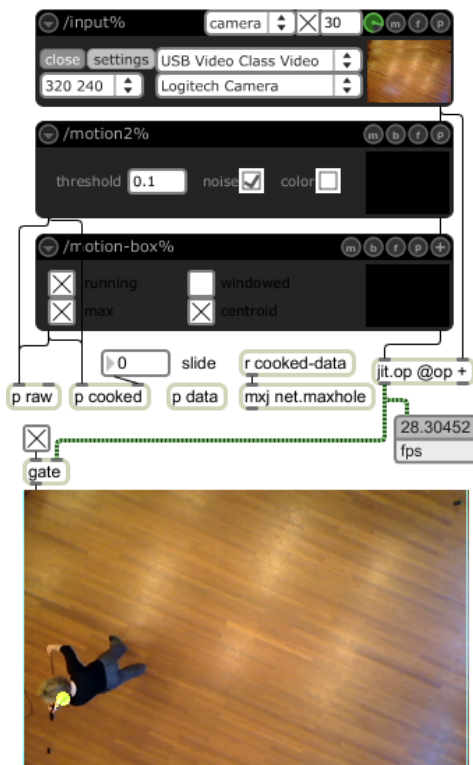 /input% camera 30 m f p
close settings USB Video Class Video
320 240 Logitech Camera
/motion2% m b f p
threshold 0.1 noise color
/motion-box% m b f p +
running windowed
max centroid
0 slide r cooked-data jit.op @op +
p raw p cooked p data mxj net.maxhole
28.30452
fps
gate